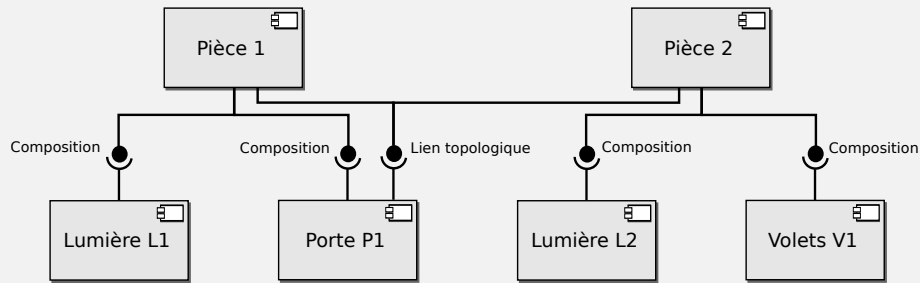 Pièce 1
Pièce 2
Composition
Composition
Lien topologique
Composition
Composition
Lumière L1
Porte P1
Lumière L2
Volets V1